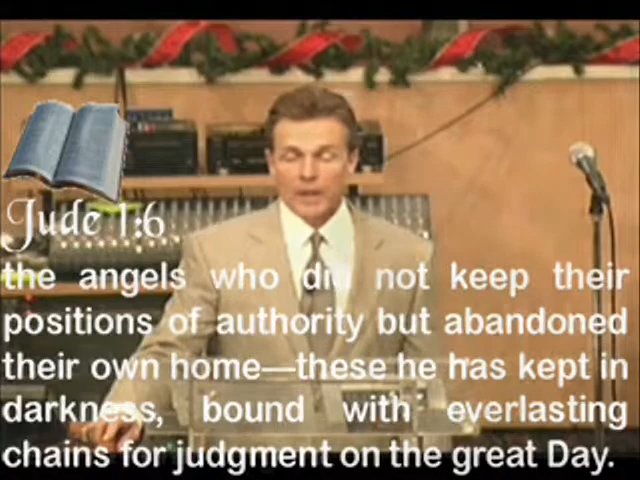 Jude 1:6
the angels who did not keep their
positions of authority but abandoned
their own home—these he has kept in
darkness, bound with everlasting
chains for judgment on the great Day.